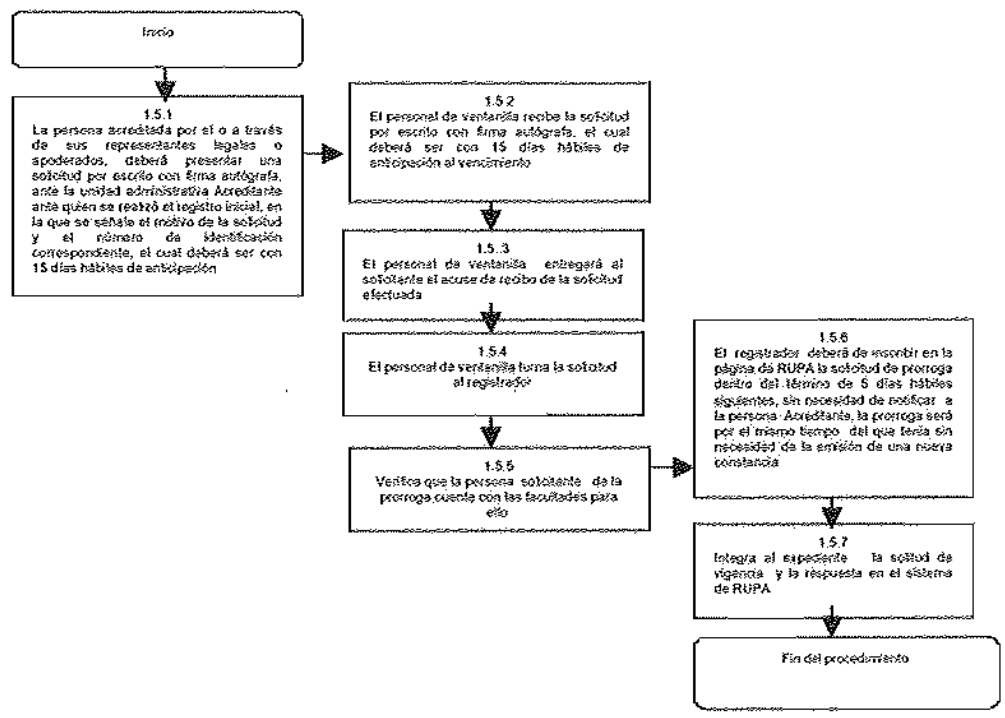 Inicio
1.5.1
La persona acreditada por sí o a través
de sus representantes legales o
apoderados, deberá presentar una
solicitud por escrito con firma autógrafa,
ante la unidad administrativa Acreditante
ante quien se realizó el registro inicial, en
la que se señale el motivo de la solicitud
y el número de identificación
correspondiente, el cual deberá ser con
15 días hábiles de anticipación
1.5.2
El personal de ventanilla recibe la solicitud
por escrito con firma autógrafa, el cual
deberá ser con 15 días hábiles de
anticipación al vencimiento
1.5..3
El personal de ventanilla entregará al
solicitante el acuse de recibo de la solicitud
efectuada
1.5.4
El personal de ventanilla turna la solicitud
al registrador
1.5.5
Verifica que la persona solicitante de la
prorroga cuente con las facultades para
ello
1.5.6
El registrador deberá de inscribir en la
página de RUPA la solicitud de prorroga
dentro del término de 5 días hábiles
siguientes, sin necesidad de notificar a
la persona Acreditante, la prorroga será
por el mismo tiempo del que tenía sin
necesidad de la emisión de una nueva
constancia
1.5.7
Integra al expediente la solitud de
vigencia y la respuesta en el sistema
de RUPA
Fin del procedimiento